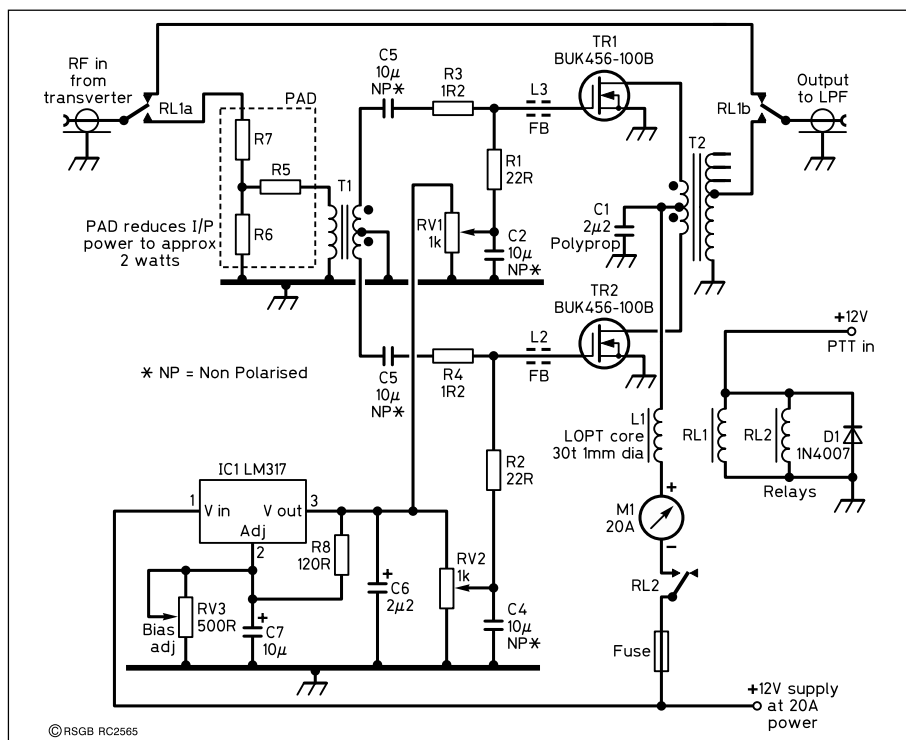 RF in
from
transverter
RL1a
PAD
R7
R5
R6
PAD reduces I/P
power to approx
2 watts
T1
C5
10μ
NP*
R3
1R2
R1
22R
RV1
1k
C2
10μ
NP*
L3
FB
TR1
BUK456-100B
T2
RL1b
Output
to LPF
C1
2μ2
Polyprop
TR2
BUK456-100B
L2
FB
C5
10μ
NP*
R4
1R2
* NP = Non Polarised
+12V
PTT in
L1
LOPT core
30t 1mm dia
RL1
RL2
D1
1N4007
Relays
R2
22R
IC1 LM317
1
V in
V out
3
Adj
2
R8
120R
RV3
500R
Bias
adj
C7
10μ
+
C6
2μ2
+
RV2
1k
C4
10μ
NP*
+
M1
20A
−
RL2
Fuse
+12V supply
at 20A
power
©RSGB RC2565